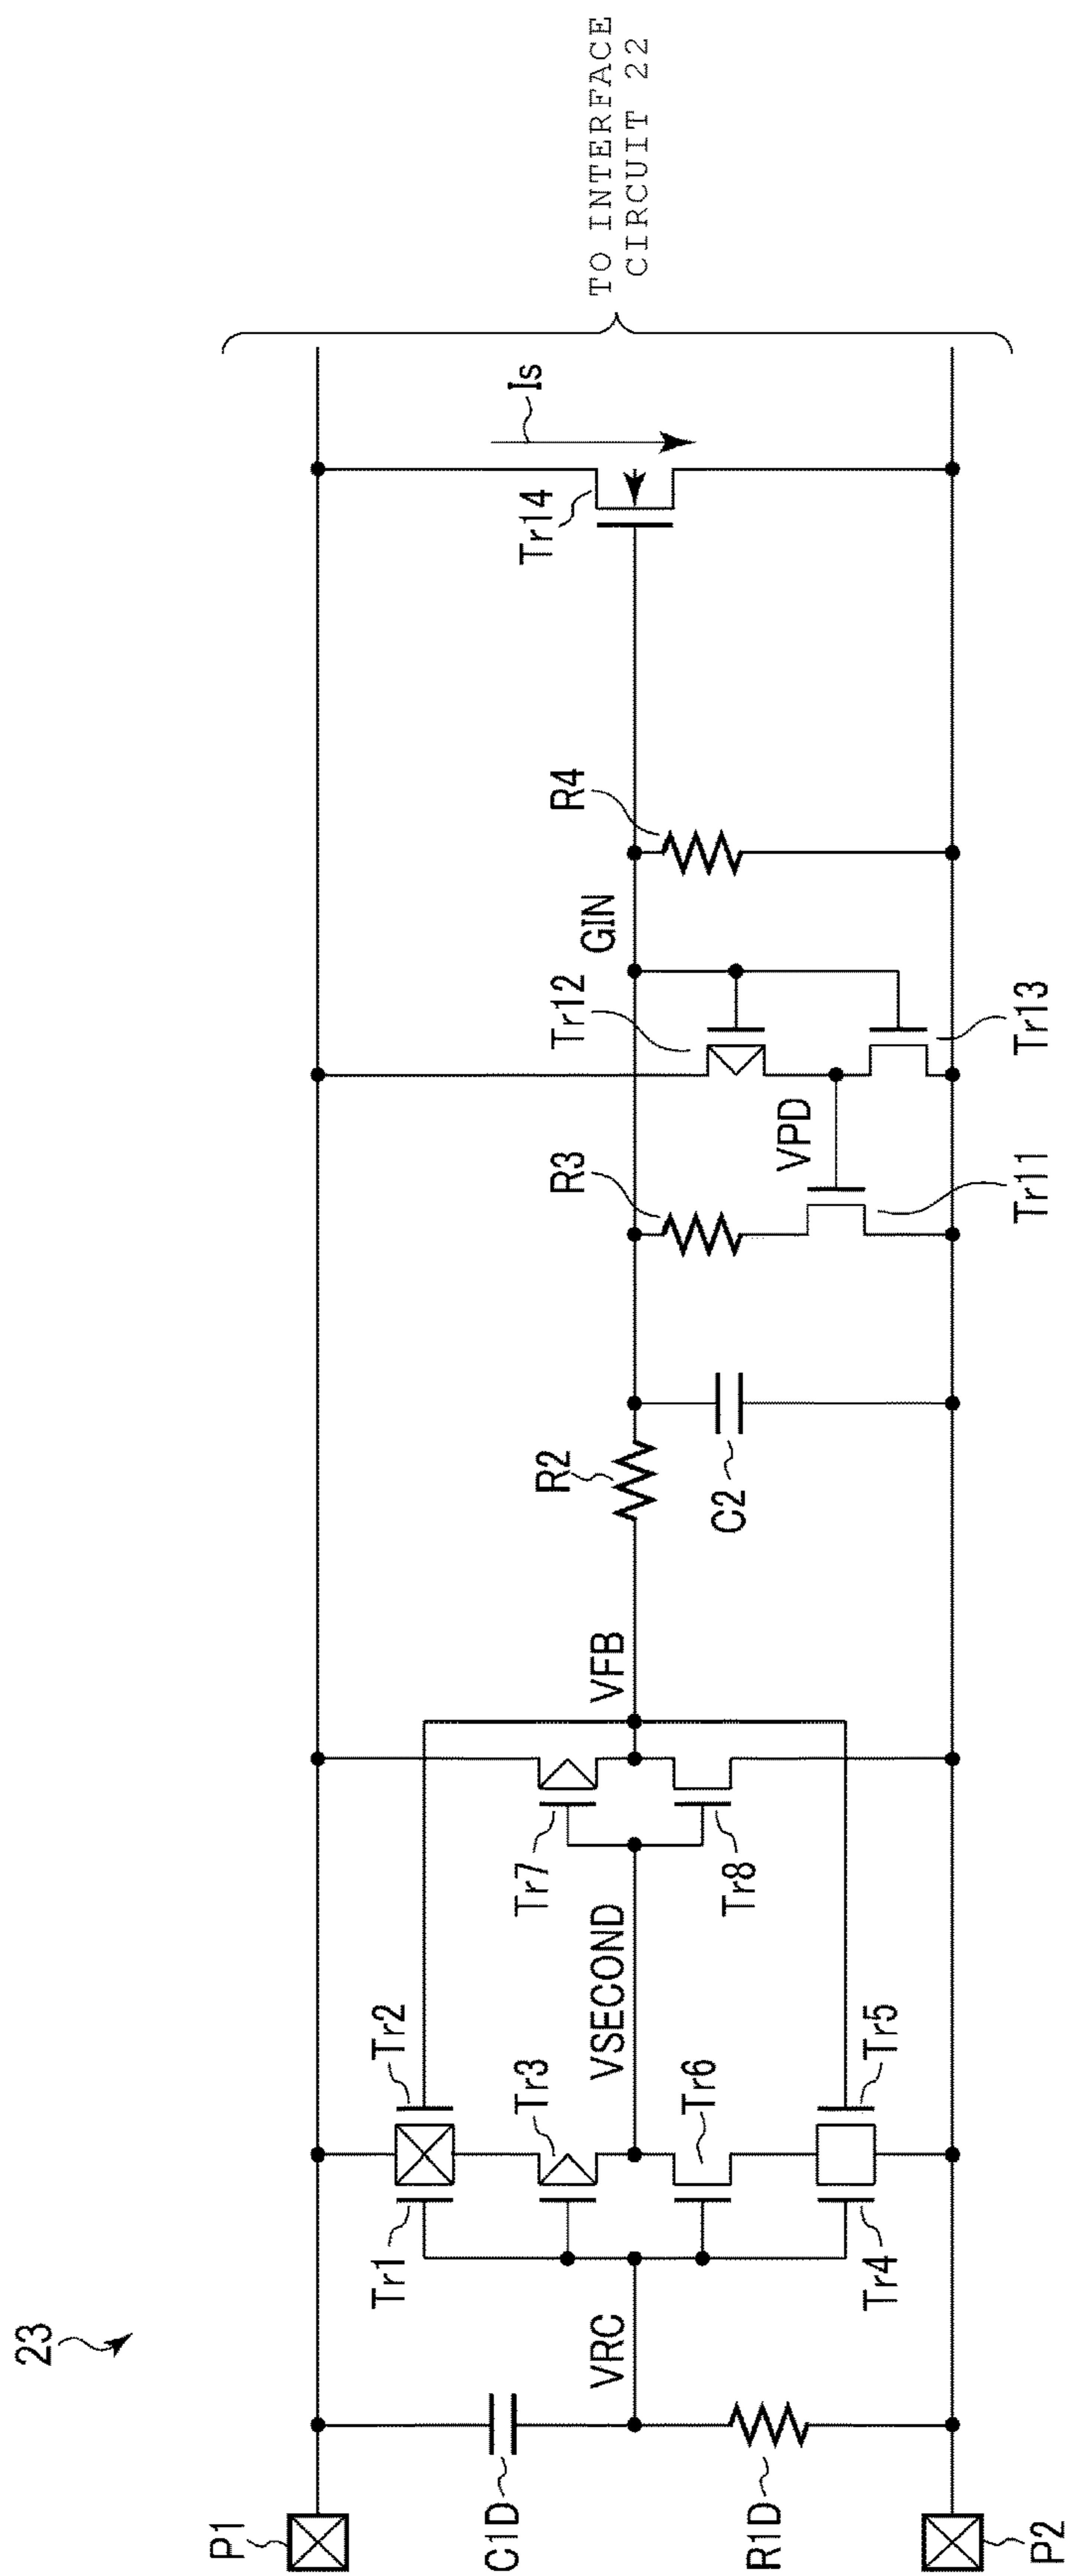 23
P1
C1D
R1D
P2
VRC
Tr1
Tr2
Tr3
Tr6
Tr4
Tr5
VSECOND
Tr7
Tr8
VFB
R2
C2
R3
Tr11
VPD
Tr12
Tr13
GIN
R4
Tr14
Is
TO INTERFACE
CIRCUIT 22